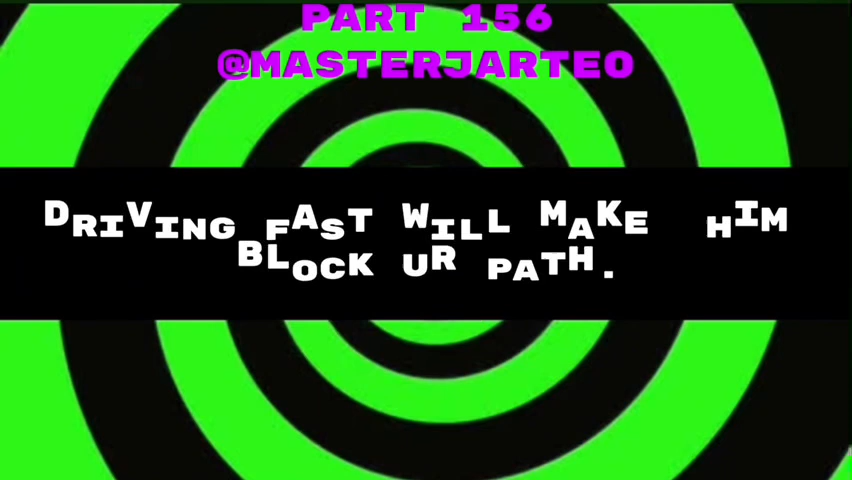 PART 156
@MASTERJARTEO
DRIVING FAST WILL MAKE HIM
BLOCK UR PATH.